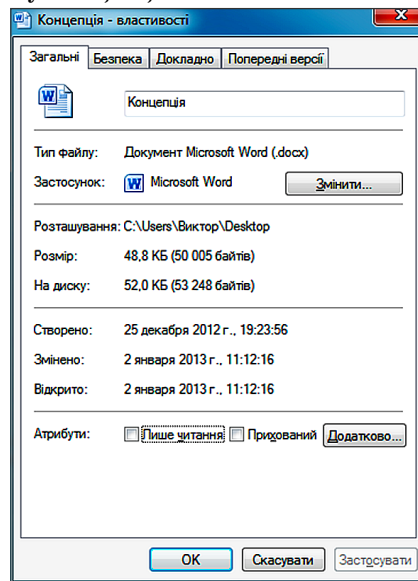 Концепція - властивості
Загальні Безпека Докладно Попередні версії
Концепція
Тип файлу: Документ Microsoft Word (.docx)
Застосунок: Microsoft Word Змінити...
Розташування: C:\Users\Виктор\Desktop
Розмір: 48,8 КБ (50 005 байтів)
На диску: 52,0 КБ (53 248 байтів)
Створено: 25 декабря 2012 г., 19:23:56
Змінено: 2 января 2013 г., 11:12:16
Відкрито: 2 января 2013 г., 11:12:16
Атрибути: Лише читання Прихований Додатково...
OK Скасувати Застосувати